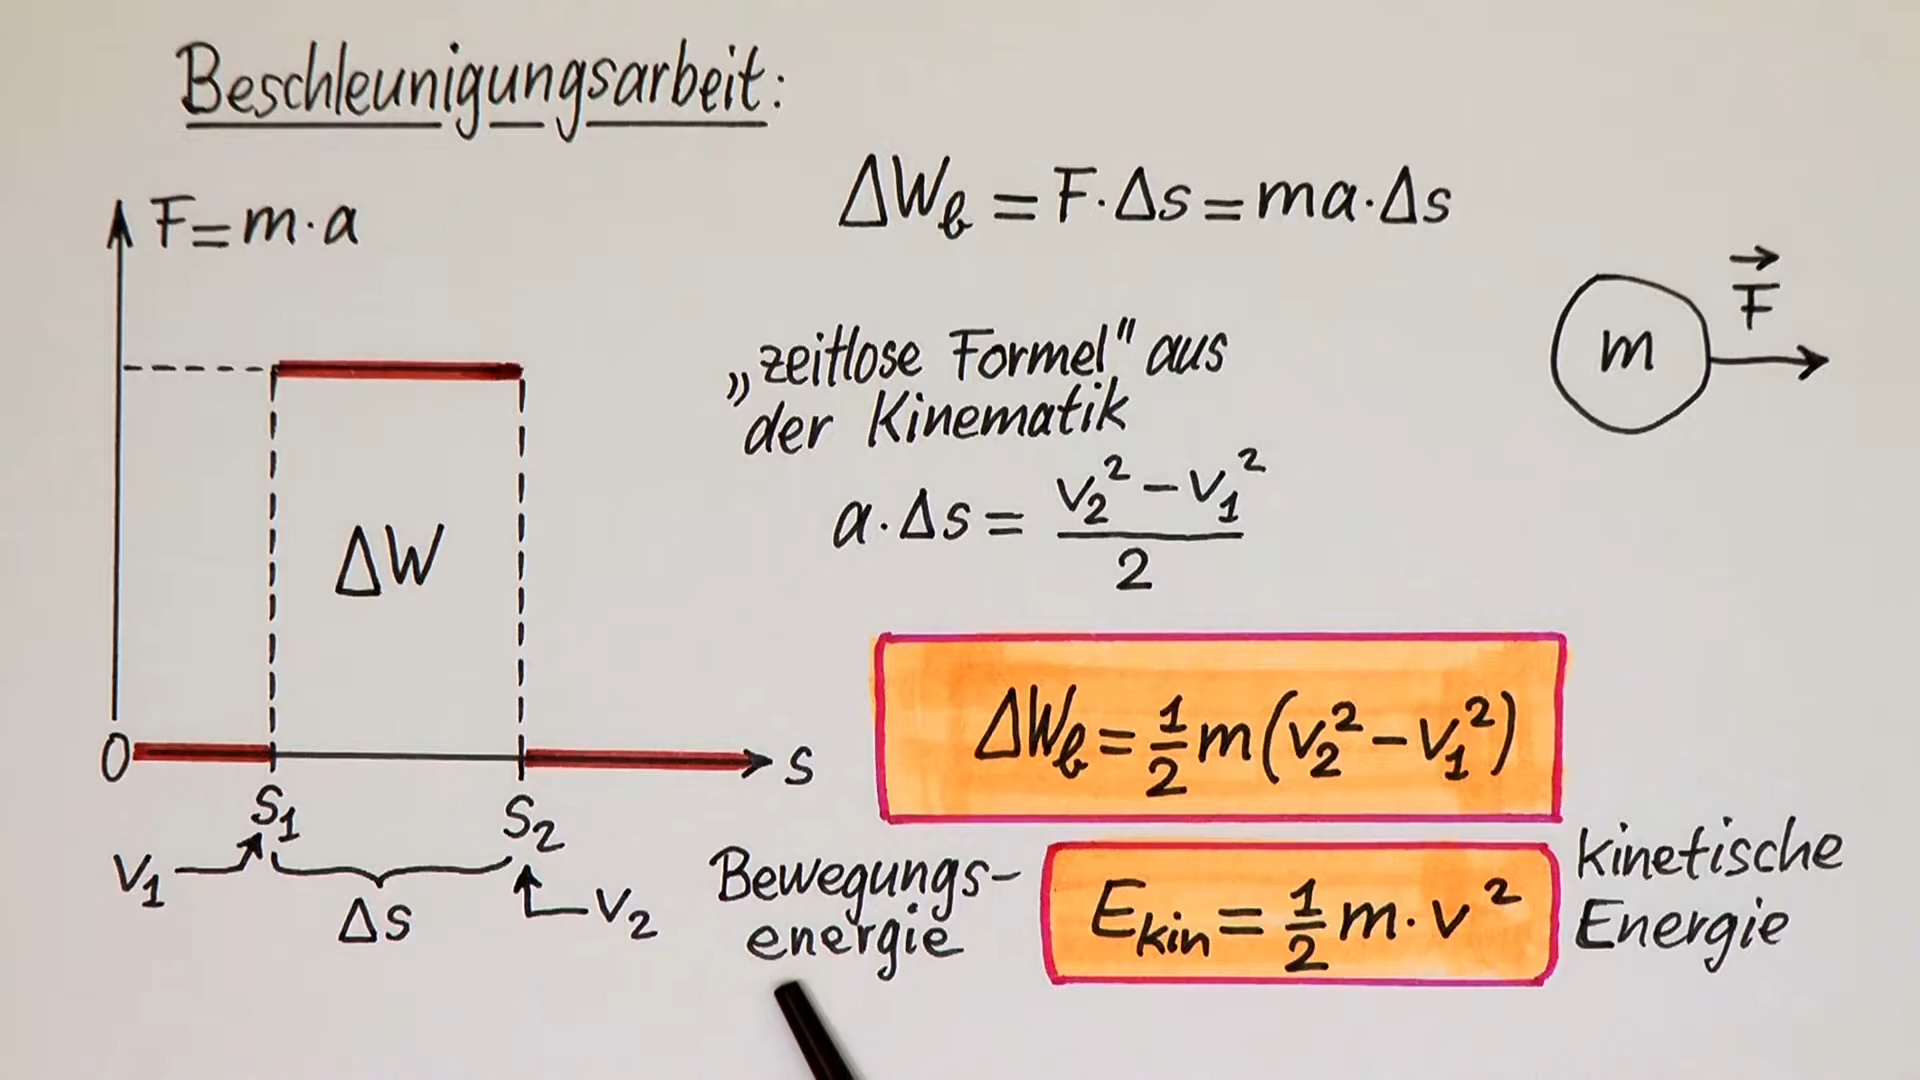 Beschleunigungsarbeit:
F=m·a
ΔW_b = F·Δs = ma·Δs
F
m
„zeitlose Formel" aus
der Kinematik
a·Δs = (v₂² − v₁²)/2
ΔW
0
s
s₁
s₂
v₁
Δs
v₂
ΔW_b = ½ m (v₂² − v₁²)
Bewegungs-
energie
E_kin = ½ m·v²
kinetische
Energie